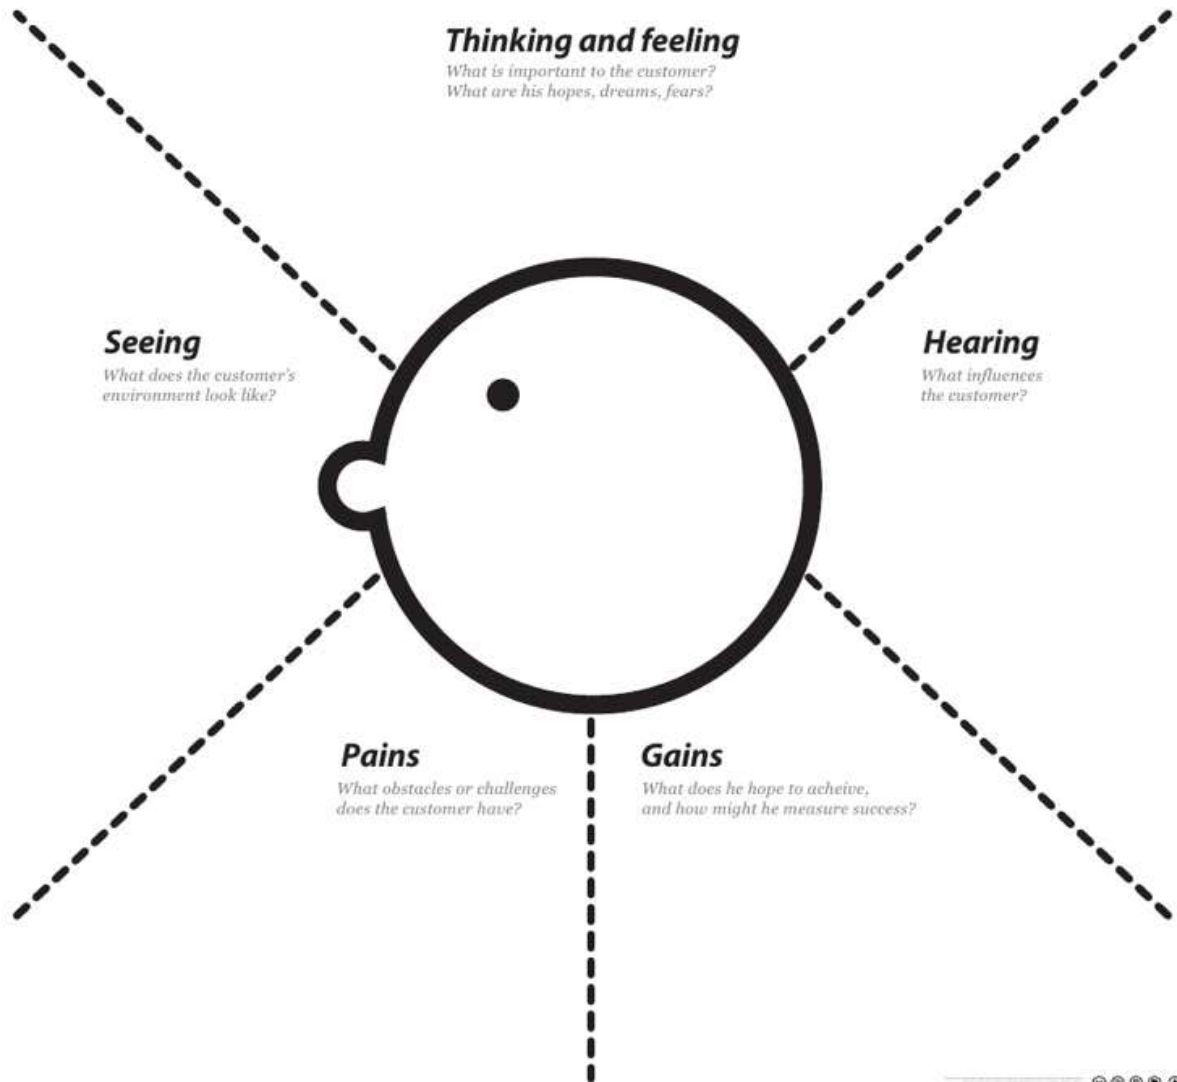 Thinking and feeling
What is important to the customer?
What are his hopes, dreams, fears?
Seeing
What does the customer's
environment look like?
Hearing
What influences
the customer?
Pains
What obstacles or challenges
does the customer have?
Gains
What does he hope to acheive,
and how might he measure success?